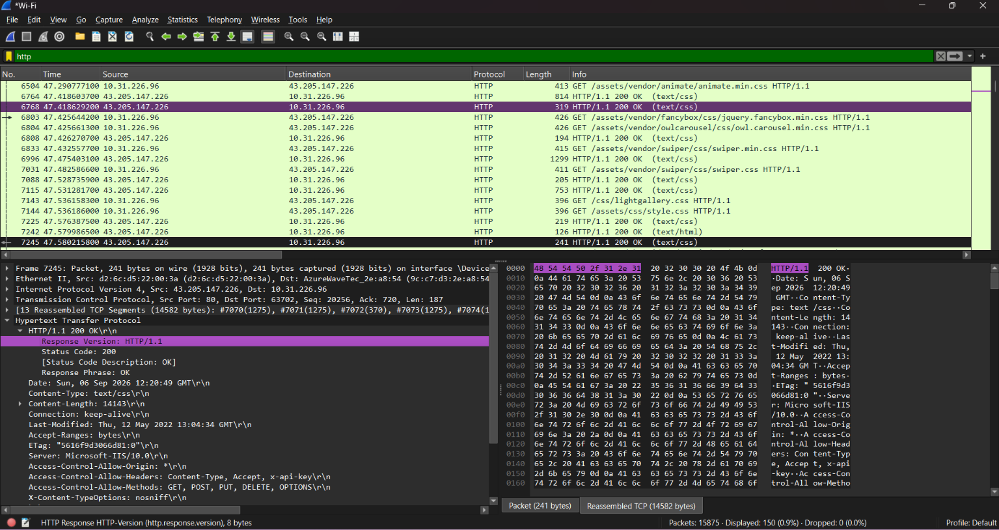 *Wi-Fi
File Edit View Go Capture Analyze Statistics Telephony Wireless Tools Help
http
No. Time Source Destination Protocol Length Info
6504 47.290777100 10.31.226.96 43.205.147.226 HTTP 413 GET /assets/vendor/animate/animate.min.css HTTP/1.1
6764 47.418603700 43.205.147.226 10.31.226.96 HTTP 814 HTTP/1.1 200 OK (text/css)
6768 47.418629200 43.205.147.226 10.31.226.96 HTTP 319 HTTP/1.1 200 OK (text/css)
6803 47.425644200 10.31.226.96 43.205.147.226 HTTP 426 GET /assets/vendor/fancybox/css/jquery.fancybox.min.css HTTP/1.1
6804 47.425661300 10.31.226.96 43.205.147.226 HTTP 426 GET /assets/vendor/owlcarousel/css/owl.carousel.min.css HTTP/1.1
6808 47.426270700 43.205.147.226 10.31.226.96 HTTP 194 HTTP/1.1 200 OK (text/css)
6833 47.432557700 10.31.226.96 43.205.147.226 HTTP 415 GET /assets/vendor/swiper/css/swiper.min.css HTTP/1.1
6996 47.475403100 43.205.147.226 10.31.226.96 HTTP 1299 HTTP/1.1 200 OK (text/css)
7031 47.482586600 10.31.226.96 43.205.147.226 HTTP 411 GET /assets/vendor/swiper/css/swiper.css HTTP/1.1
7088 47.528735900 43.205.147.226 10.31.226.96 HTTP 205 HTTP/1.1 200 OK (text/css)
7115 47.531281700 43.205.147.226 10.31.226.96 HTTP 753 HTTP/1.1 200 OK (text/css)
7143 47.536158300 10.31.226.96 43.205.147.226 HTTP 396 GET /css/lightgallery.css HTTP/1.1
7144 47.536186000 10.31.226.96 43.205.147.226 HTTP 396 GET /assets/css/style.css HTTP/1.1
7225 47.576387500 43.205.147.226 10.31.226.96 HTTP 219 HTTP/1.1 200 OK (text/css)
7242 47.579986500 43.205.147.226 10.31.226.96 HTTP 126 HTTP/1.1 200 OK (text/html)
7245 47.580215800 43.205.147.226 10.31.226.96 HTTP 241 HTTP/1.1 200 OK (text/css)
Frame 7245: Packet, 241 bytes on wire (1928 bits), 241 bytes captured (1928 bits) on interface \Device
Ethernet II, Src: d2:6c:d5:22:00:3a (d2:6c:d5:22:00:3a), Dst: AzureWaveTec_2e:a8:54 (9c:c7:d3:2e:a8:54
Internet Protocol Version 4, Src: 43.205.147.226, Dst: 10.31.226.96
Transmission Control Protocol, Src Port: 80, Dst Port: 63702, Seq: 20256, Ack: 720, Len: 187
[13 Reassembled TCP Segments (14582 bytes): #7070(1275), #7071(1275), #7072(370), #7073(1275), #7074(1
Hypertext Transfer Protocol
HTTP/1.1 200 OK\r\n
Response Version: HTTP/1.1
Status Code: 200
[Status Code Description: OK]
Response Phrase: OK
Date: Sun, 06 Sep 2026 12:20:49 GMT\r\n
Content-Type: text/css\r\n
Content-Length: 14143\r\n
Connection: keep-alive\r\n
Last-Modified: Thu, 12 May 2022 13:04:34 GMT\r\n
Accept-Ranges: bytes\r\n
ETag: "5616f9d3066d81:0"\r\n
Server: Microsoft-IIS/10.0\r\n
Access-Control-Allow-Origin: *\r\n
Access-Control-Allow-Headers: Content-Type, Accept, x-api-key\r\n
Access-Control-Allow-Methods: GET, POST, PUT, DELETE, OPTIONS\r\n
X-Content-TypeOptions: nosniff\r\n
0000 48 54 54 50 2f 31 2e 31 20 32 30 30 20 4f 4b 0d HTTP/1.1 200 OK·
0010 0a 44 61 74 65 3a 20 53 75 6e 2c 20 30 36 20 53 ·Date: S un, 06 S
0020 65 70 20 32 30 32 36 20 31 32 3a 32 30 3a 34 39 ep 2026 12:20:49
0030 20 47 4d 54 0d 0a 43 6f 6e 74 65 6e 74 2d 54 79 GMT··Co ntent-Ty
0040 70 65 3a 20 74 65 78 74 2f 63 73 73 0d 0a 43 6f pe: text /css··Co
0050 6e 74 65 6e 74 2d 4c 65 6e 67 74 68 3a 20 31 34 ntent-Le ngth: 14
0060 31 34 33 0d 0a 43 6f 6e 6e 65 63 74 69 6f 6e 3a 143··Con nection:
0070 20 6b 65 65 70 2d 61 6c 69 76 65 0d 0a 4c 61 73 keep-al ive··Las
0080 74 2d 4d 6f 64 69 66 69 65 64 3a 20 54 68 75 2c t-Modifi ed: Thu,
0090 20 31 32 20 4d 61 79 20 32 30 32 32 20 31 33 3a 12 May 2022 13:
00a0 30 34 3a 33 34 20 47 4d 54 0d 0a 41 63 63 65 70 04:34 GM T··Accep
00b0 74 2d 52 61 6e 67 65 73 3a 20 62 79 74 65 73 0d t-Ranges : bytes·
00c0 0a 45 54 61 67 3a 20 22 35 36 31 36 66 39 64 33 ·ETag: " 5616f9d3
00d0 30 36 36 64 38 31 3a 30 22 0d 0a 53 65 72 76 65 066d81:0 "··Serve
00e0 72 3a 20 4d 69 63 72 6f 73 6f 66 74 2d 49 49 53 r: Micro soft-IIS
00f0 2f 31 30 2e 30 0d 0a 41 63 63 65 73 73 2d 43 6f /10.0··A ccess-Co
0100 6e 74 72 6f 6c 2d 41 6c 6c 6f 77 2d 4f 72 69 67 ntrol-Al low-Orig
0110 69 6e 3a 20 2a 0d 0a 41 63 63 65 73 73 2d 43 6f in: *··A ccess-Co
0120 6e 74 72 6f 6c 2d 41 6c 6c 6f 77 2d 48 65 61 64 ntrol-Al low-Head
0130 65 72 73 3a 20 43 6f 6e 74 65 6e 74 2d 54 79 70 ers: Con tent-Typ
0140 65 2c 20 41 63 63 65 70 74 2c 20 78 2d 61 70 69 e, Accep t, x-api
0150 2d 6b 65 79 0d 0a 41 63 63 65 73 73 2d 43 6f 6e -key··Ac cess-Con
0160 74 72 6f 6c 2d 41 6c 6c 6f 77 2d 4d 65 74 68 6f trol-All ow-Metho
Packet (241 bytes) Reassembled TCP (14582 bytes)
HTTP Response HTTP-Version (http.response.version), 8 bytes Packets: 15875 · Displayed: 150 (0.9%) · Dropped: 0 (0.0%) Profile: Default